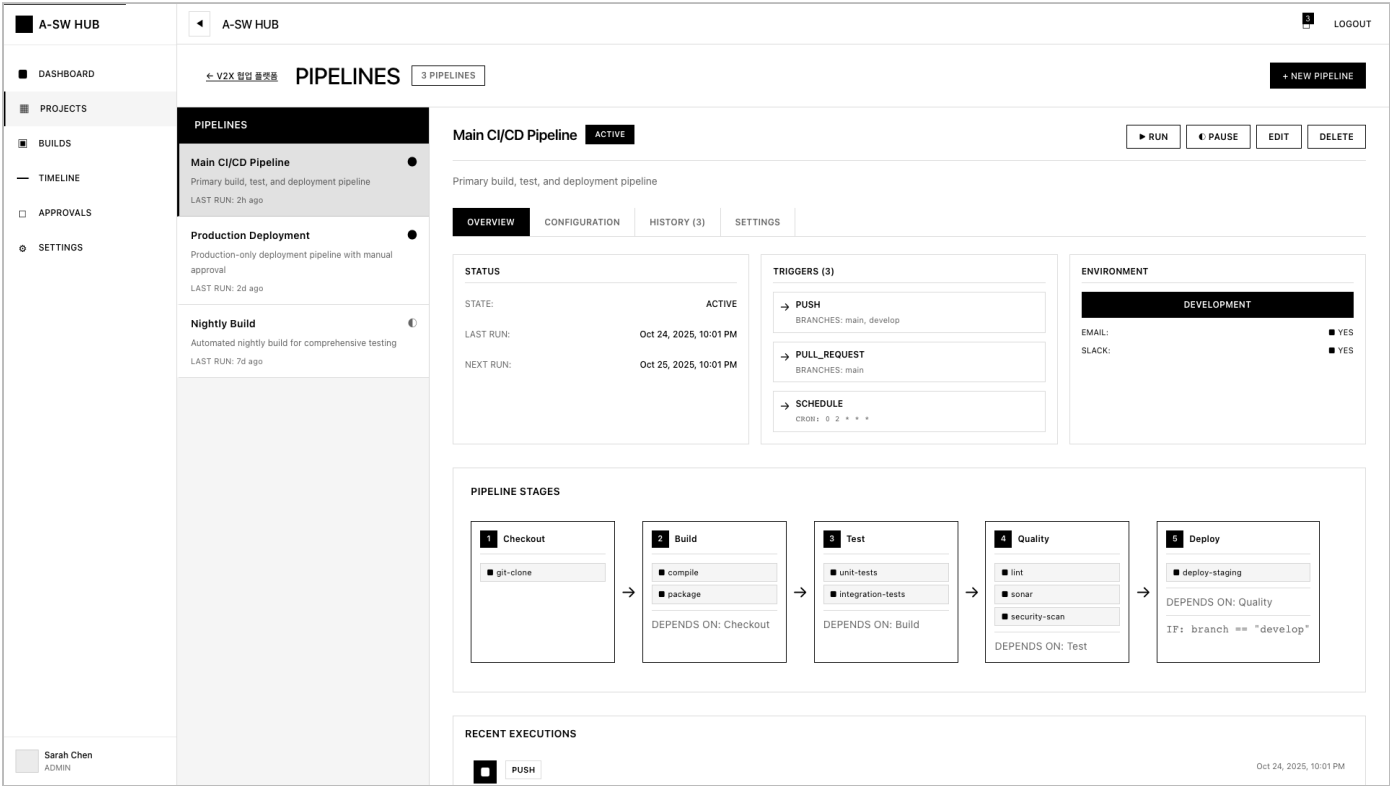 A-SW HUB
A-SW HUB
3
LOGOUT
DASHBOARD
PROJECTS
BUILDS
TIMELINE
APPROVALS
SETTINGS
← V2X 협업 플랫폼
PIPELINES
3 PIPELINES
+ NEW PIPELINE
PIPELINES
Main CI/CD Pipeline
Primary build, test, and deployment pipeline
LAST RUN: 2h ago
Production Deployment
Production-only deployment pipeline with manual
approval
LAST RUN: 2d ago
Nightly Build
Automated nightly build for comprehensive testing
LAST RUN: 7d ago
Main CI/CD Pipeline
ACTIVE
RUN
PAUSE
EDIT
DELETE
Primary build, test, and deployment pipeline
OVERVIEW
CONFIGURATION
HISTORY (3)
SETTINGS
STATUS
STATE: ACTIVE
LAST RUN: Oct 24, 2025, 10:01 PM
NEXT RUN: Oct 25, 2025, 10:01 PM
TRIGGERS (3)
→ PUSH
BRANCHES: main, develop
→ PULL_REQUEST
BRANCHES: main
→ SCHEDULE
CRON: 0 2 * * *
ENVIRONMENT
DEVELOPMENT
EMAIL: YES
SLACK: YES
PIPELINE STAGES
1 Checkout
git-clone
2 Build
compile
package
DEPENDS ON: Checkout
3 Test
unit-tests
integration-tests
DEPENDS ON: Build
4 Quality
lint
sonar
security-scan
DEPENDS ON: Test
5 Deploy
deploy-staging
DEPENDS ON: Quality
IF: branch == "develop"
RECENT EXECUTIONS
PUSH
Oct 24, 2025, 10:01 PM
Sarah Chen
ADMIN